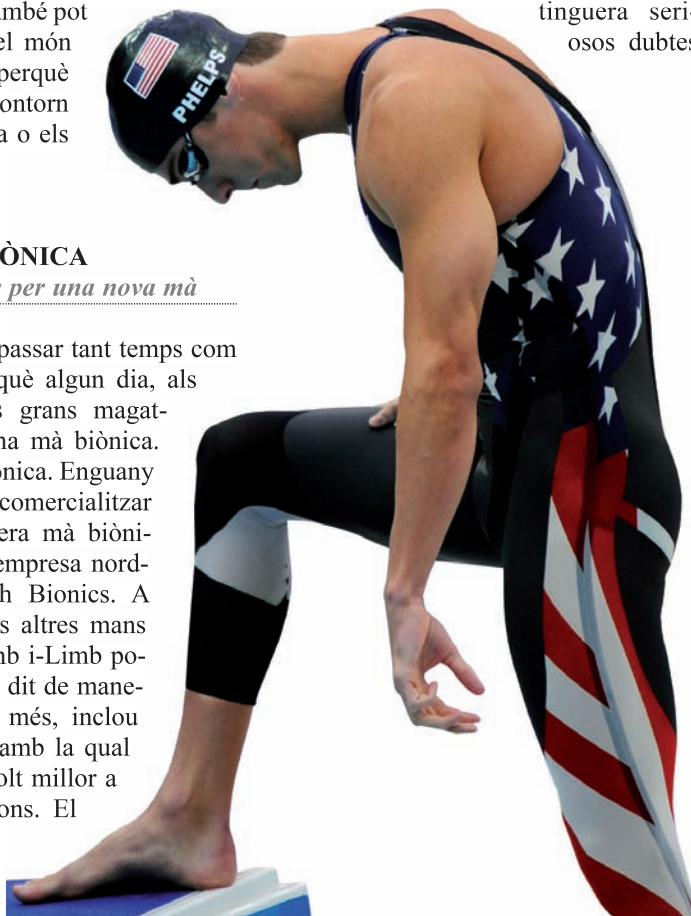 ambé pot
el món
perquè
ontorn
a o els
ÒNICA
per una nova mà
passar tant temps com
què algun dia, als
s grans magat-
na mà biònica.
ònica. Enguany
comercialitzar
era mà biòni-
empresa nord-
h Bionics. A
s altres mans
mb i-Limb po-
dit de mane-
més, inclou
amb la qual
olt millor a
ons. El
tinguera seri-
osos dubtes
PHELPS